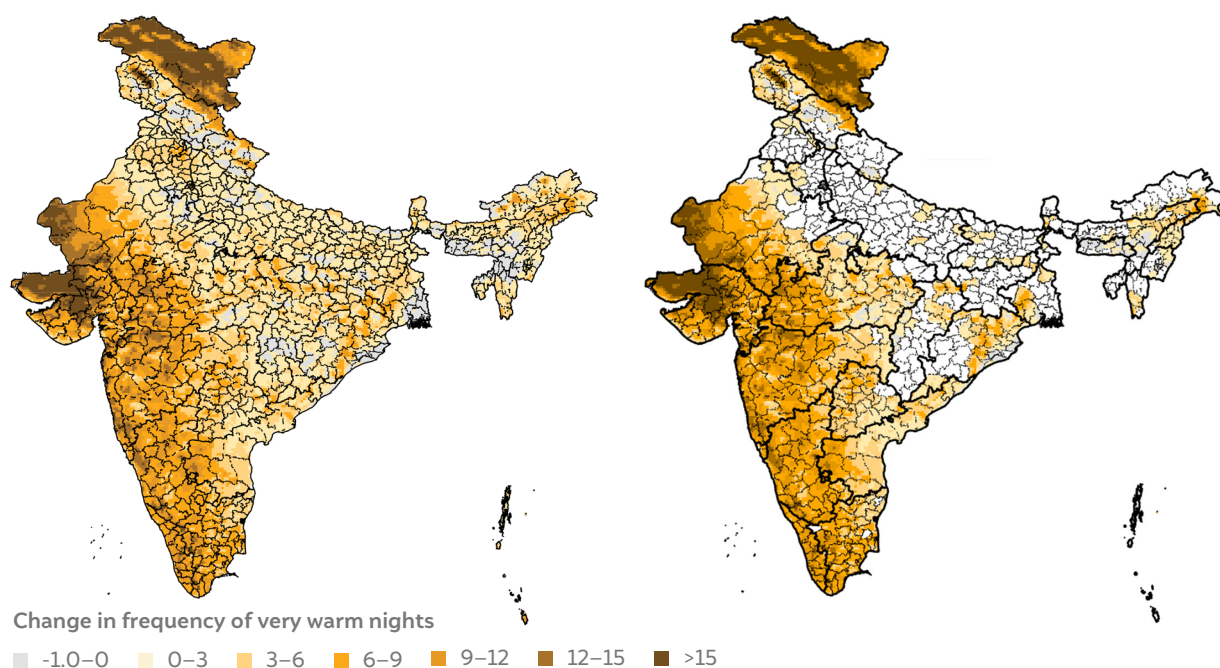 Change in frequency of very warm nights
-1.0–0 0–3 3–6 6–9 9–12 12–15 >15